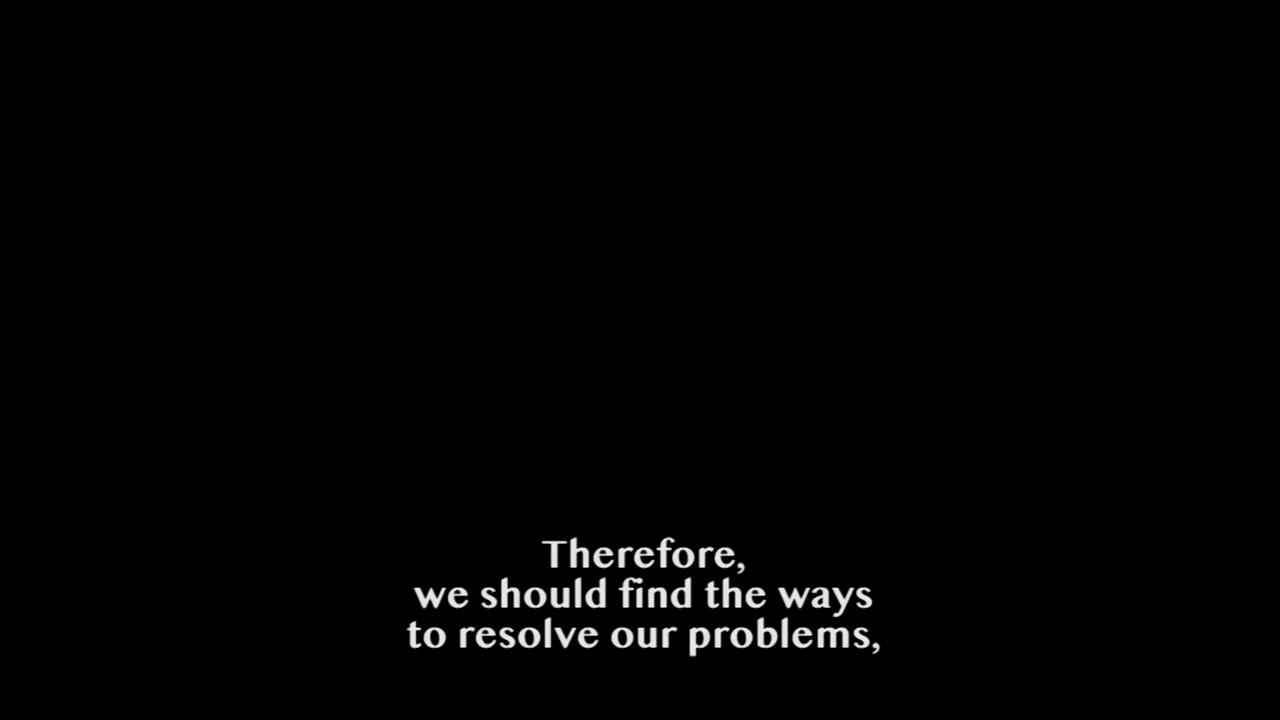 Therefore,
we should find the ways
to resolve our problems,